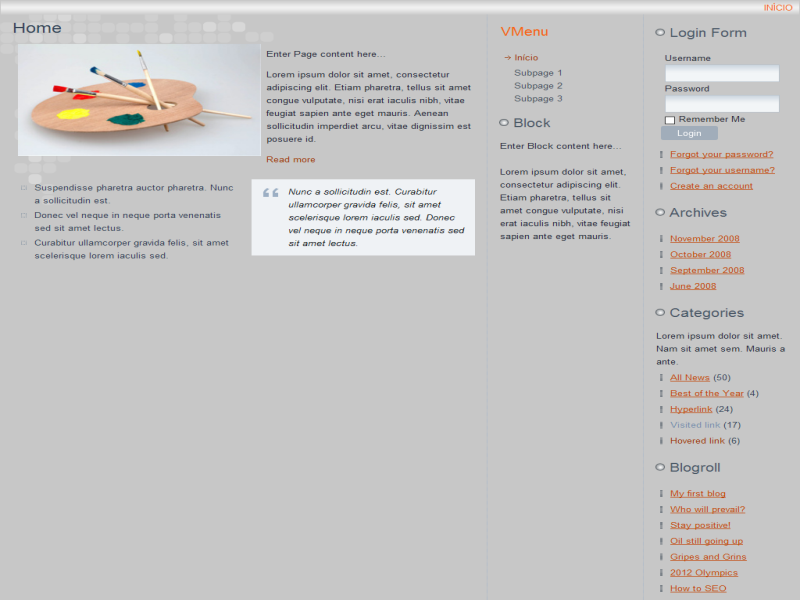 INÍCIO
Home
Enter Page content here...
Lorem ipsum dolor sit amet, consectetur
adipiscing elit. Etiam pharetra, tellus sit amet
congue vulputate, nisi erat iaculis nibh, vitae
feugiat sapien ante eget mauris. Aenean
sollicitudin imperdiet arcu, vitae dignissim est
posuere id.
Read more
Suspendisse pharetra auctor pharetra. Nunc
a sollicitudin est.
Donec vel neque in neque porta venenatis
sed sit amet lectus.
Curabitur ullamcorper gravida felis, sit amet
scelerisque lorem iaculis sed.
Nunc a sollicitudin est. Curabitur
ullamcorper gravida felis, sit amet
scelerisque lorem iaculis sed. Donec
vel neque in neque porta venenatis sed
sit amet lectus.
VMenu
Início
Subpage 1
Subpage 2
Subpage 3
Block
Enter Block content here...
Lorem ipsum dolor sit amet,
consectetur adipiscing elit. Etiam
pharetra, tellus sit amet
congue vulputate, nisi
erat iaculis nibh, vitae feugiat
sapien ante eget mauris.
Login Form
Username
Password
Remember Me
Login
Forgot your password?
Forgot your username?
Create an account
Archives
November 2008
October 2008
September 2008
June 2008
Categories
Lorem ipsum dolor sit amet.
Nam sit amet sem. Mauris a
ante.
All News (50)
Best of the Year (4)
Hyperlink (24)
Visited link (17)
Hovered link (6)
Blogroll
My first blog
Who will prevail?
Stay positive!
Oil still going up
Gripes and Grins
2012 Olympics
How to SEO